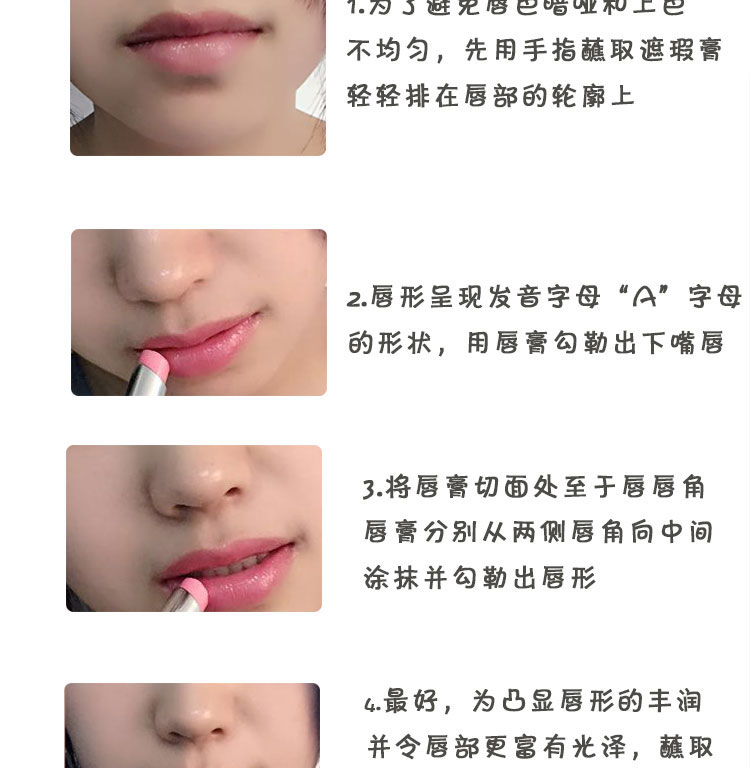 1.为了避免唇色暗哑和上色
不均匀，先用手指蘸取遮瑕膏
轻轻排在唇部的轮廓上
2.唇形呈现发音字母“A”字母
的形状，用唇膏勾勒出下嘴唇
3.将唇膏切面处至于唇唇角
唇膏分别从两侧唇角向中间
涂抹并勾勒出唇形
4.最好，为凸显唇形的丰润
并令唇部更富有光泽，蘸取